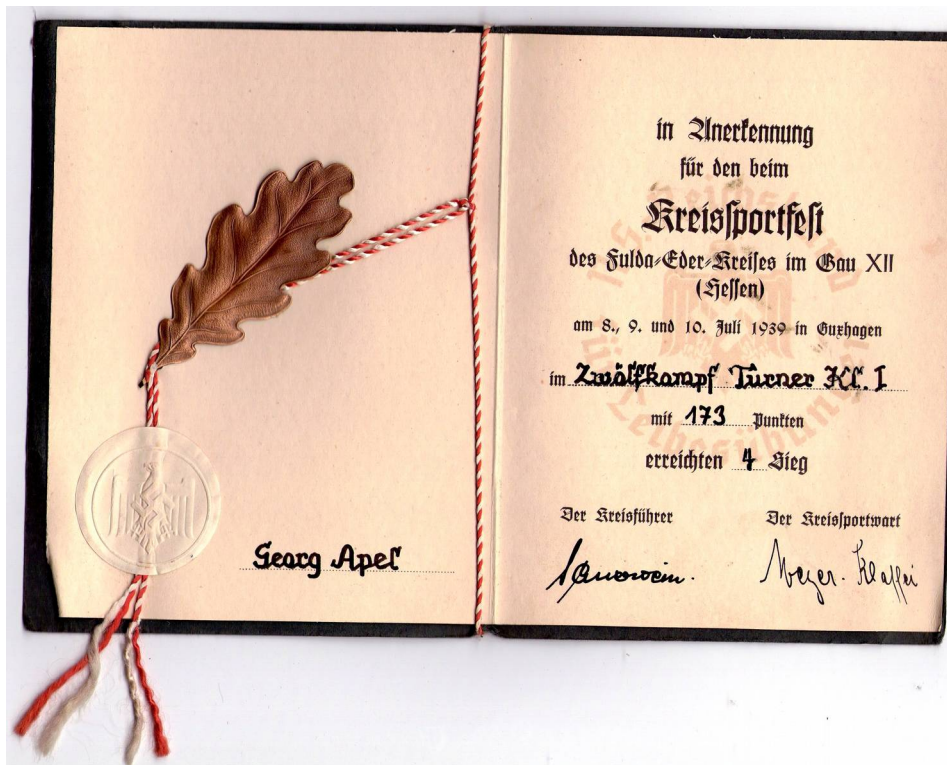 Georg Apel
in Anerkennung
für den beim
Kreissportfest
des Fulda-Eder-Kreises im Gau XII
(Hessen)
am 8., 9. und 10. Juli 1939 in Guxhagen
im Zwölfkampf Turner Kl. I
mit 173 Punkten
erreichten 4 Sieg
Der Kreisführer
Der Kreissportwart